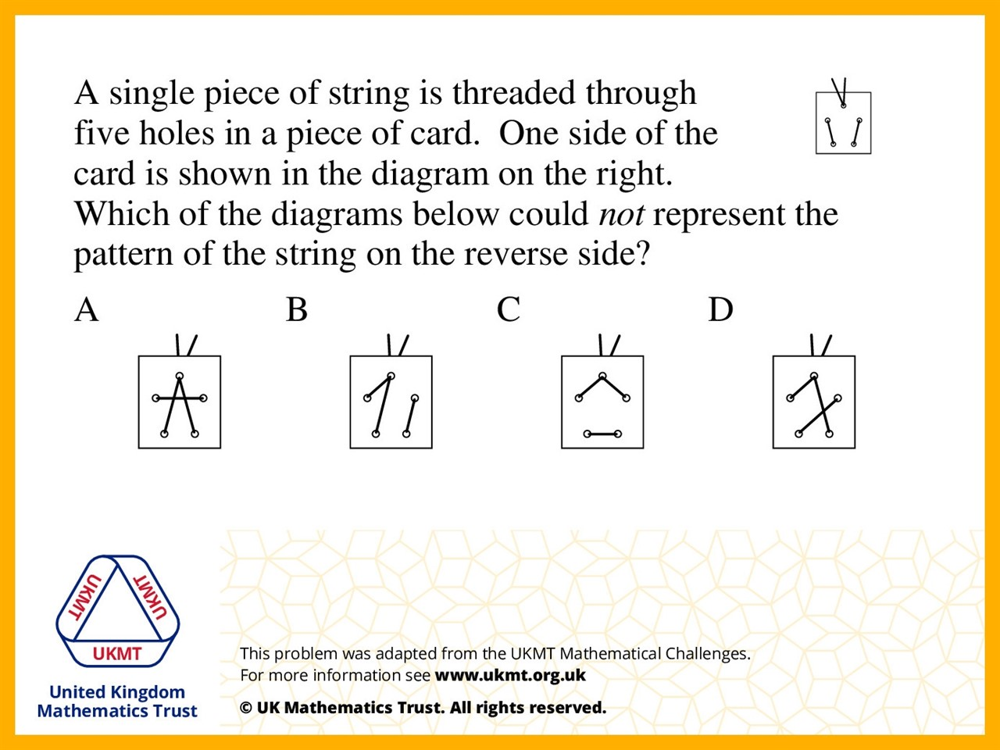 A single piece of string is threaded through
five holes in a piece of card.  One side of the
card is shown in the diagram on the right.
Which of the diagrams below could not represent the
pattern of the string on the reverse side?
A B C D
UKMT UKMT
UKMT
United Kingdom
Mathematics Trust
This problem was adapted from the UKMT Mathematical Challenges.
For more information see www.ukmt.org.uk
© UK Mathematics Trust. All rights reserved.